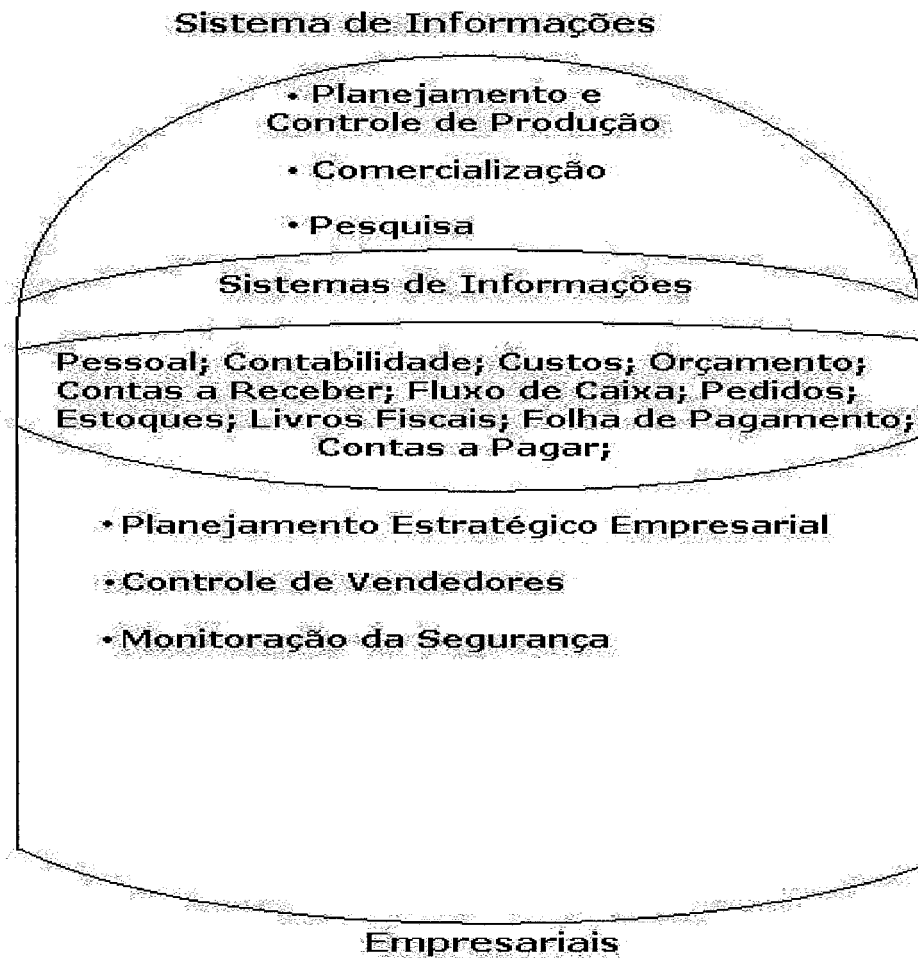 Sistema de Informações
• Planejamento e
Controle de Produção
• Comercialização
• Pesquisa
Sistemas de Informações
Pessoal; Contabilidade; Custos; Orçamento;
Contas a Receber; Fluxo de Caixa; Pedidos;
Estoques; Livros Fiscais; Folha de Pagamento;
Contas a Pagar;
• Planejamento Estratégico Empresarial
• Controle de Vendedores
• Monitoração da Segurança
Empresariais